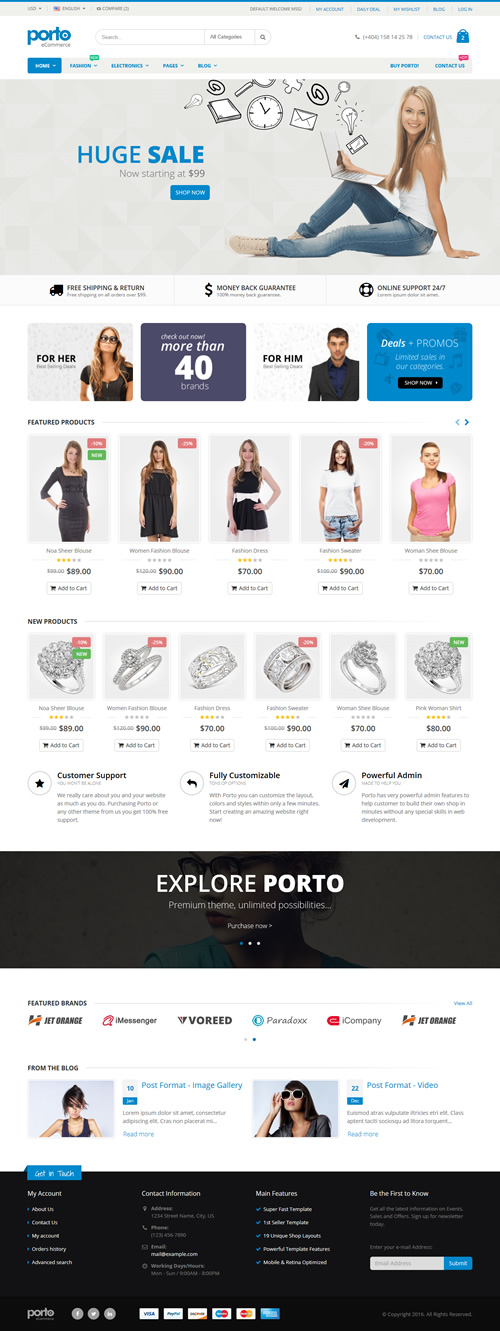 USD ENGLISH COMPARE (2) DEFAULT WELCOME MSG! MY ACCOUNT DAILY DEAL MY WISHLIST BLOG LOG IN
porto
eCommerce
Search... All Categories (+404) 158 14 25 78 CONTACT US 2
NEW HOT
HOME FASHION ELECTRONICS PAGES BLOG BUY PORTO! CONTACT US
HUGE SALE
Now starting at $99
SHOP NOW
FREE SHIPPING & RETURN
Free shipping on all orders over $99.
MONEY BACK GUARANTEE
100% money back guarantee.
ONLINE SUPPORT 24/7
Lorem ipsum dolor sit amet.
FOR HER
Best Selling Deals
check out now!
more than
40
brands
FOR HIM
Best Selling Deals
Deals + PROMOS
Limited sales in
our categories.
SHOP NOW
FEATURED PRODUCTS
-10% -25% -20%
NEW
Noa Sheer Blouse Women Fashion Blouse Fashion Dress Fashion Sweater Woman Shee Blouse
$99.00 $89.00 $120.00 $90.00 $70.00 $100.00 $90.00 $70.00
Add to Cart Add to Cart Add to Cart Add to Cart Add to Cart
NEW PRODUCTS
-10% -25% -20% NEW
NEW
Noa Sheer Blouse Women Fashion Blouse Fashion Dress Fashion Sweater Woman Shee Blouse Pink Woman Shirt
$99.00 $89.00 $120.00 $90.00 $70.00 $100.00 $90.00 $70.00 $80.00
Add to Cart Add to Cart Add to Cart Add to Cart Add to Cart Add to Cart
Customer Support
YOU WON'T BE ALONE
We really care about you and your website
as much as you do. Purchasing Porto or
any other theme from us you get 100% free
support.
Fully Customizable
TONS OF OPTIONS
With Porto you can customize the layout,
colors and styles within only a few minutes.
Start creating an amazing website right
now!
Powerful Admin
MADE TO HELP YOU
Porto has very powerful admin features to
help customer to build their own shop in
minutes without any special skills in web
development.
EXPLORE PORTO
Premium theme, unlimited possibilities...
Purchase now >
FEATURED BRANDS View All
JET ORANGE iMessenger VOREED Paradoxx iCompany JET ORANGE
FROM THE BLOG
10
Jan
Post Format - Image Gallery
Lorem ipsum dolor sit amet, consectetur
adipiscing elit. Cras non placerat mi...
Read more
22
Dec
Post Format - Video
Euismod atras vulputate iltricies etri elit. Class
aptent taciti sociosqu ad litora torquent...
Read more
Get in Touch
My Account
About Us
Contact Us
My account
Orders history
Advanced search
Contact Information
Address:
1234 Street Name, City, US
Phone:
(123) 456-7890
Email:
mail@example.com
Working Days/Hours:
Mon - Sun / 9:00AM - 8:00PM
Main Features
Super Fast Template
1st Seller Template
19 Unique Shop Layouts
Powerful Template Features
Mobile & Retina Optimized
Be the First to Know
Get all the latest information on Events,
Sales and Offers. Sign up for newsletter
today.
Enter your e-mail Address:
Email Address Submit
porto
eCommerce
VISA PayPal DISCOVER
© Copyright 2016. All Rights Reserved.